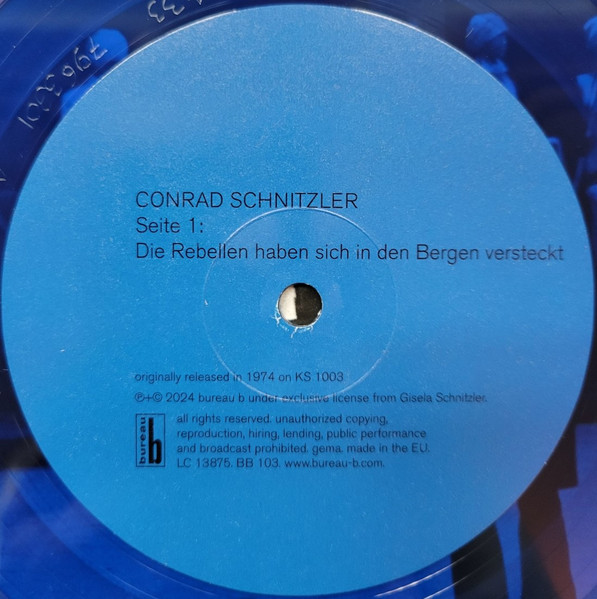 CONRAD SCHNITZLER
Seite 1:
Die Rebellen haben sich in den Bergen versteckt
originally released in 1974 on KS 1003
℗+© 2024 bureau b under exclusive license from Gisela Schnitzler.
bureau b
all rights reserved. unauthorized copying,
reproduction, hiring, lending, public performance
and broadcast prohibited. gema. made in the EU.
LC 13875. BB 103. www.bureau-b.com.